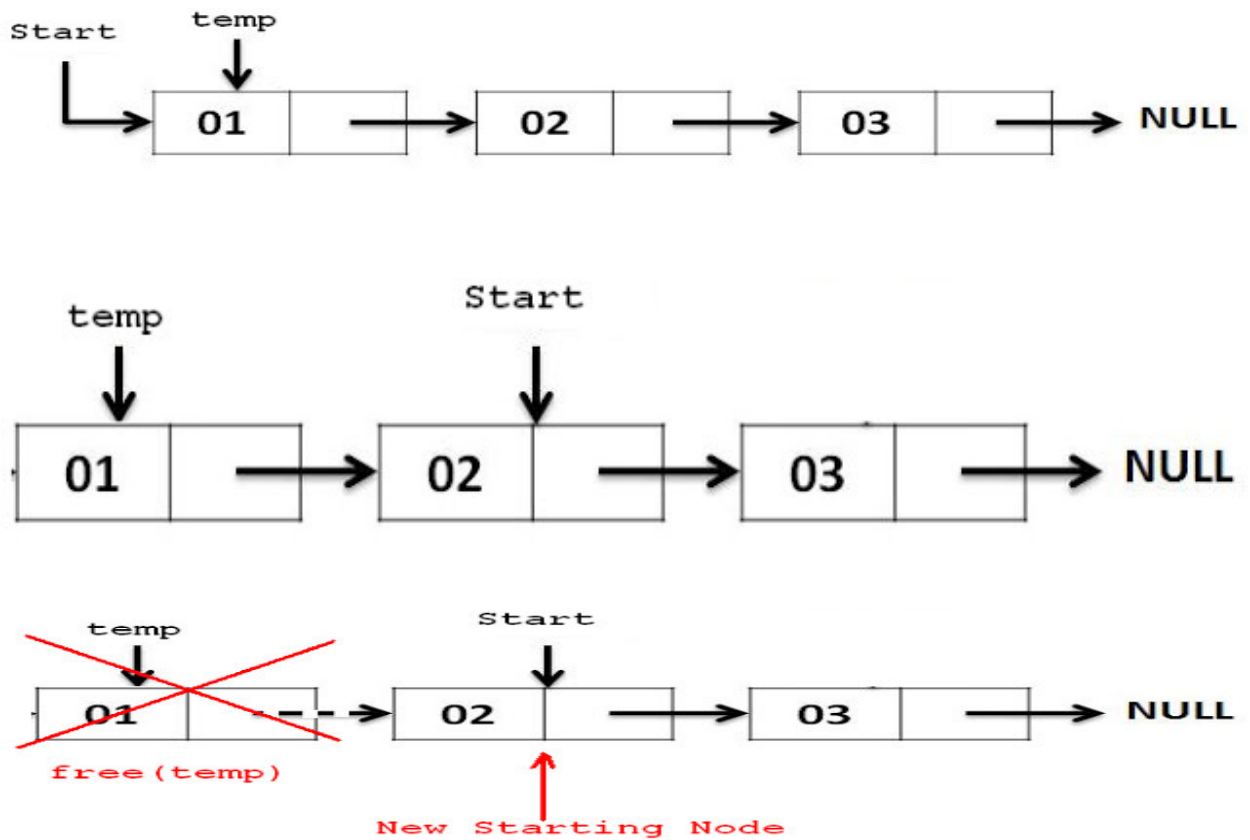 Start temp
01 02 03 NULL
temp Start
01 02 03 NULL
temp Start
01 02 03 NULL
free(temp)
New Starting Node